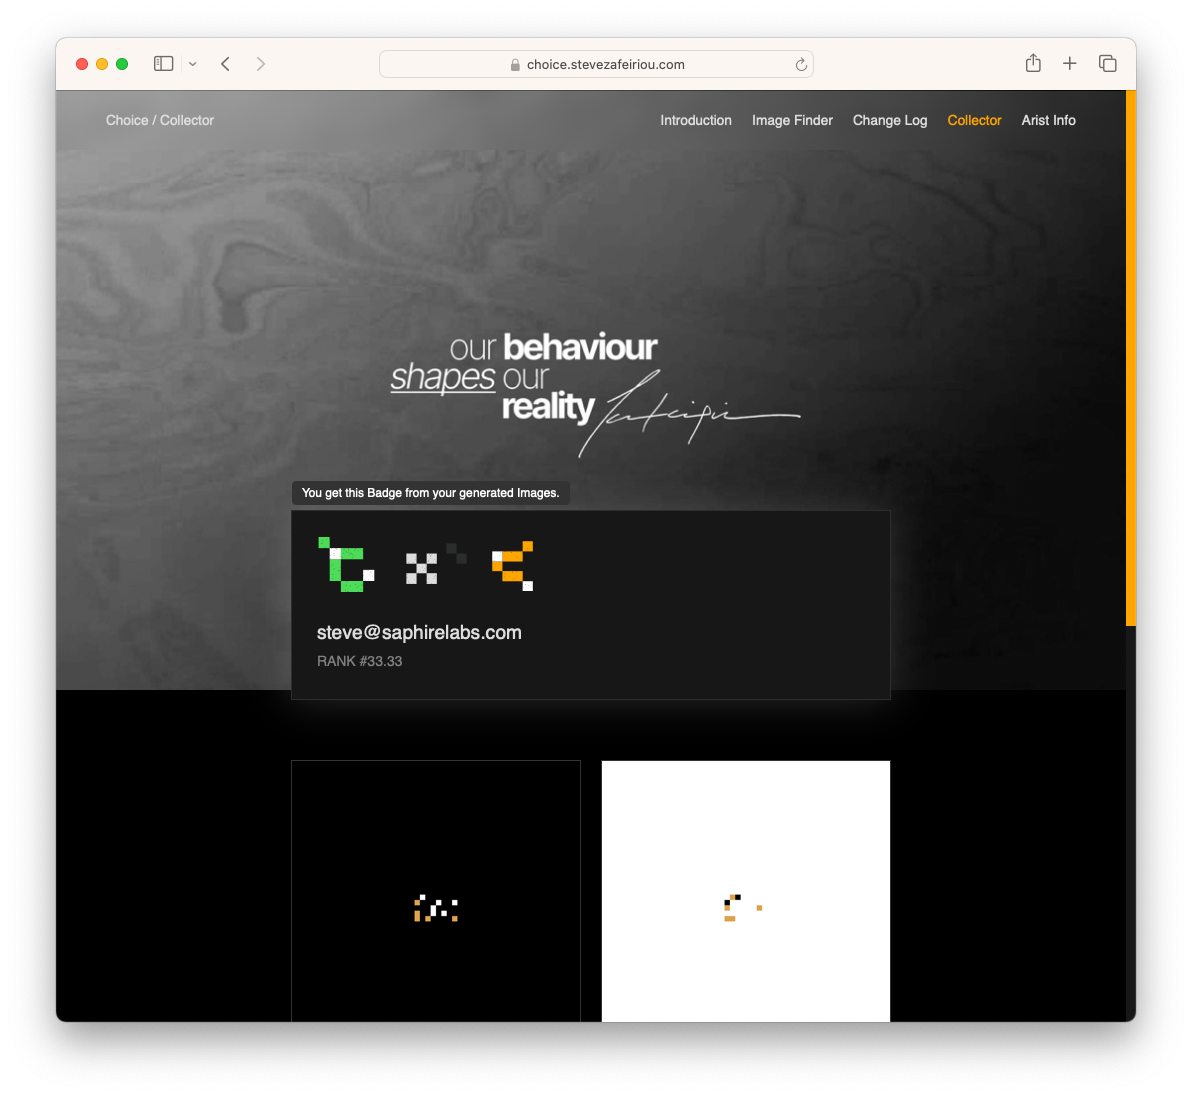 choice.stevezafeiriou.com
Choice / Collector
Introduction
Image Finder
Change Log
Collector
Arist Info
our behaviour
shapes our
reality
You get this Badge from your generated Images.
steve@saphirelabs.com
RANK #33.33